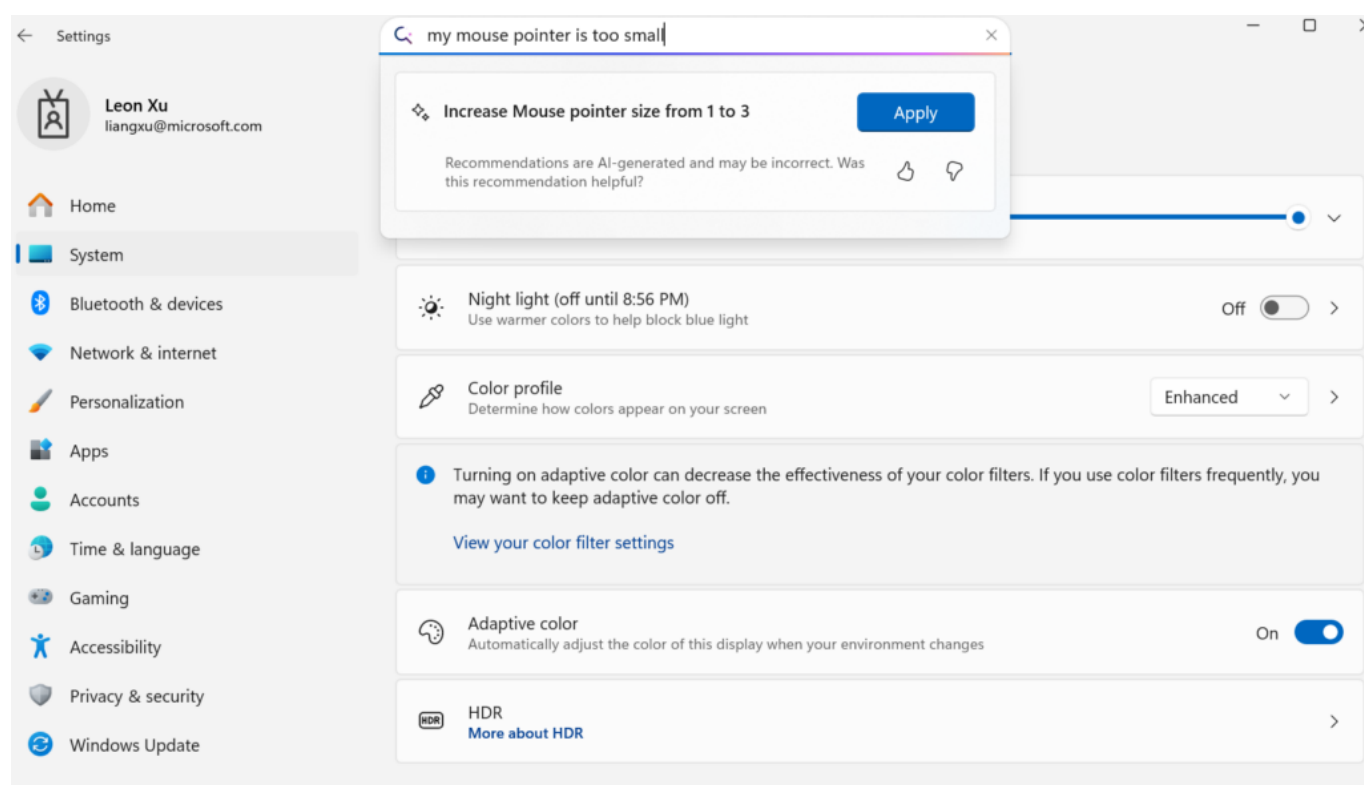 Settings
my mouse pointer is too small
Leon Xu
liangxu@microsoft.com
Increase Mouse pointer size from 1 to 3
Apply
Recommendations are AI-generated and may be incorrect. Was
this recommendation helpful?
Home
System
Bluetooth & devices
Network & internet
Personalization
Apps
Accounts
Time & language
Gaming
Accessibility
Privacy & security
Windows Update
Night light (off until 8:56 PM)
Use warmer colors to help block blue light
Off
Color profile
Determine how colors appear on your screen
Enhanced
Turning on adaptive color can decrease the effectiveness of your color filters. If you use color filters frequently, you
may want to keep adaptive color off.
View your color filter settings
Adaptive color
Automatically adjust the color of this display when your environment changes
On
HDR
HDR
More about HDR